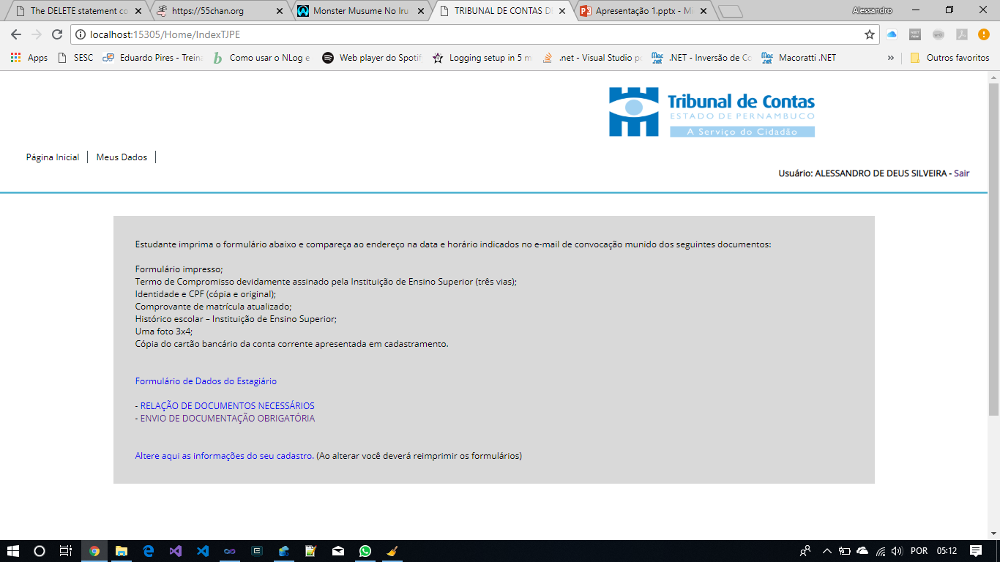 The DELETE statement co
https://55chan.org
Monster Musume No Iru
TRIBUNAL DE CONTAS D
Apresentação 1.pptx - Mi
Alessandro
localhost:15305/Home/IndexTJPE
Apps
SESC
Eduardo Pires - Trein
Como usar o NLog e
Web player do Spotif
Logging setup in 5 m
.net - Visual Studio p
.NET - Inversão de Co
Macoratti .NET
»
Outros favoritos
Tribunal de Contas
ESTADO DE PERNAMBUCO
A Serviço do Cidadão
Página Inicial
Meus Dados
Usuário: ALESSANDRO DE DEUS SILVEIRA - Sair
Estudante imprima o formulário abaixo e compareça ao endereço na data e horário indicados no e-mail de convocação munido dos seguintes documentos:
Formulário impresso;
Termo de Compromisso devidamente assinado pela Instituição de Ensino Superior (três vias);
Identidade e CPF (cópia e original);
Comprovante de matrícula atualizado;
Histórico escolar – Instituição de Ensino Superior;
Uma foto 3x4;
Cópia do cartão bancário da conta corrente apresentada em cadastramento.
Formulário de Dados do Estagiário
- RELAÇÃO DE DOCUMENTOS NECESSÁRIOS
- ENVIO DE DOCUMENTAÇÃO OBRIGATÓRIA
Altere aqui as informações do seu cadastro. (Ao alterar você deverá reimprimir os formulários)
POR
05:12